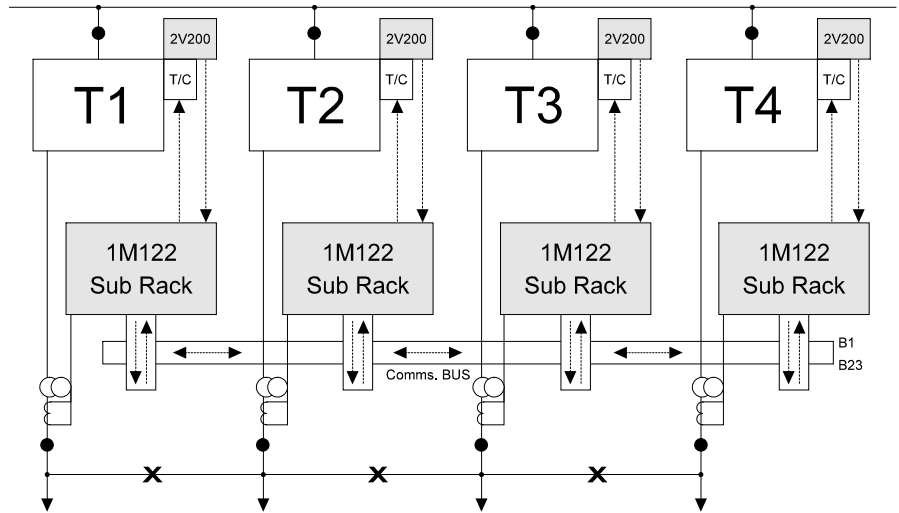 2V200
2V200
2V200
2V200
T/C
T/C
T/C
T/C
T1
T2
T3
T4
1M122
Sub Rack
1M122
Sub Rack
1M122
Sub Rack
1M122
Sub Rack
B1
B23
Comms. BUS